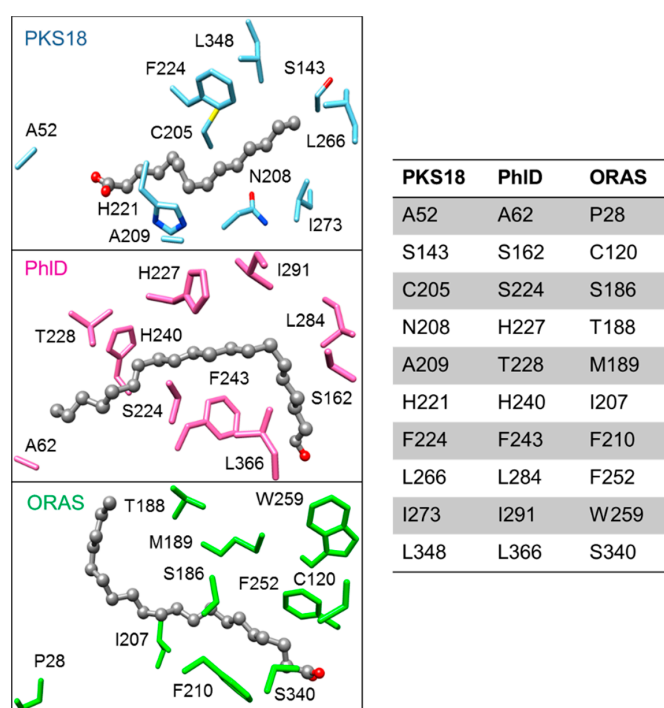 PKS18
L348
F224
S143
A52
C205
L266
N208
H221
I273
A209
PhlD
H227
I291
T228
H240
L284
F243
S224
S162
A62
L366
ORAS
T188
W259
M189
S186
F252
C120
I207
P28
F210
S340
PKS18 PhlD ORAS
A52 A62 P28
S143 S162 C120
C205 S224 S186
N208 H227 T188
A209 T228 M189
H221 H240 I207
F224 F243 F210
L266 L284 F252
I273 I291 W259
L348 L366 S340